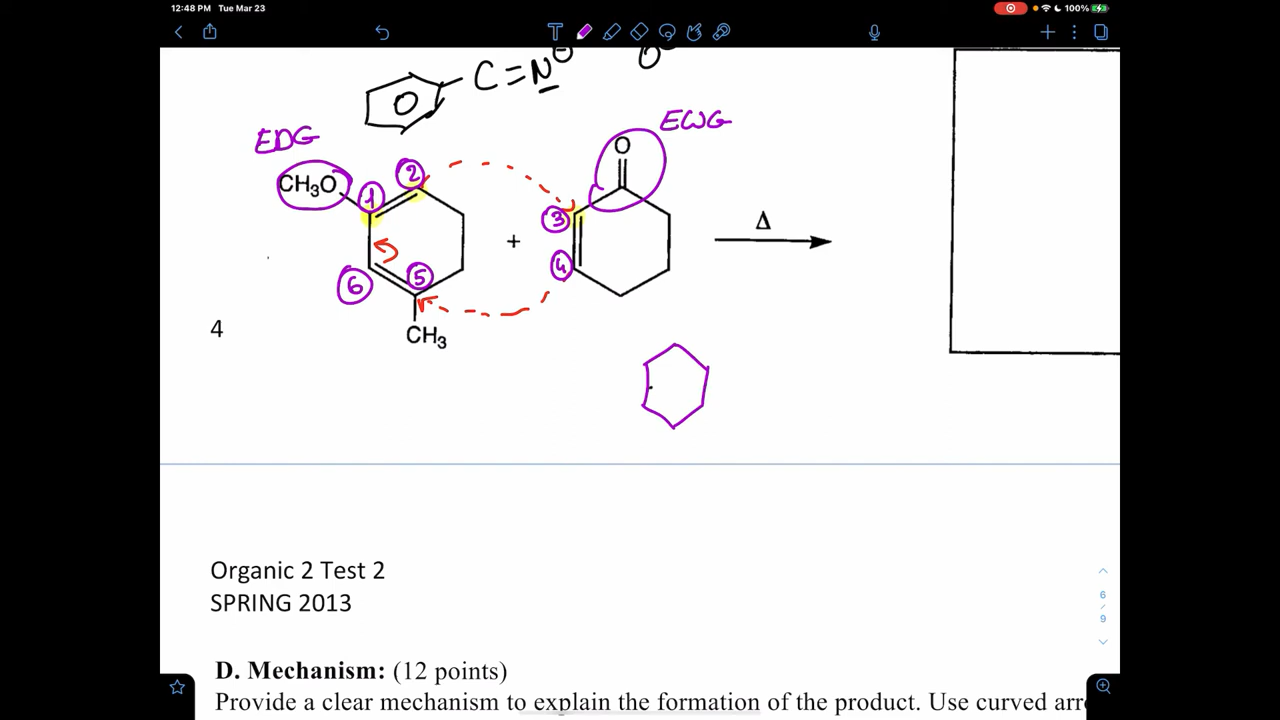 12:48 PM Tue Mar 23
100%
T
C=N⊖
O
EDG
EWG
O
CH3O
1
2
3
+
Δ
4
6
5
CH3
4
6
/
9
Organic 2 Test 2
SPRING 2013
D. Mechanism: (12 points)
Provide a clear mechanism to explain the formation of the product. Use curved arr